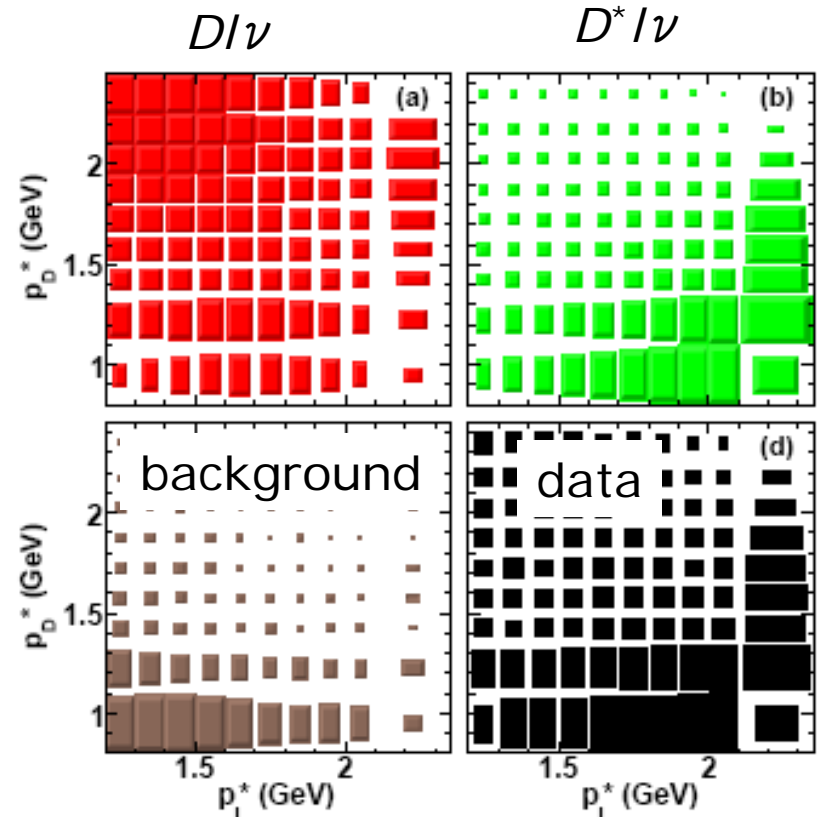 Dlν
D*lν
(a)
(b)
2
1.5
1
p_D* (GeV)
background
data
(d)
2
1.5
1
p_D* (GeV)
1.5
2
1.5
2
p_l* (GeV)
p_l* (GeV)